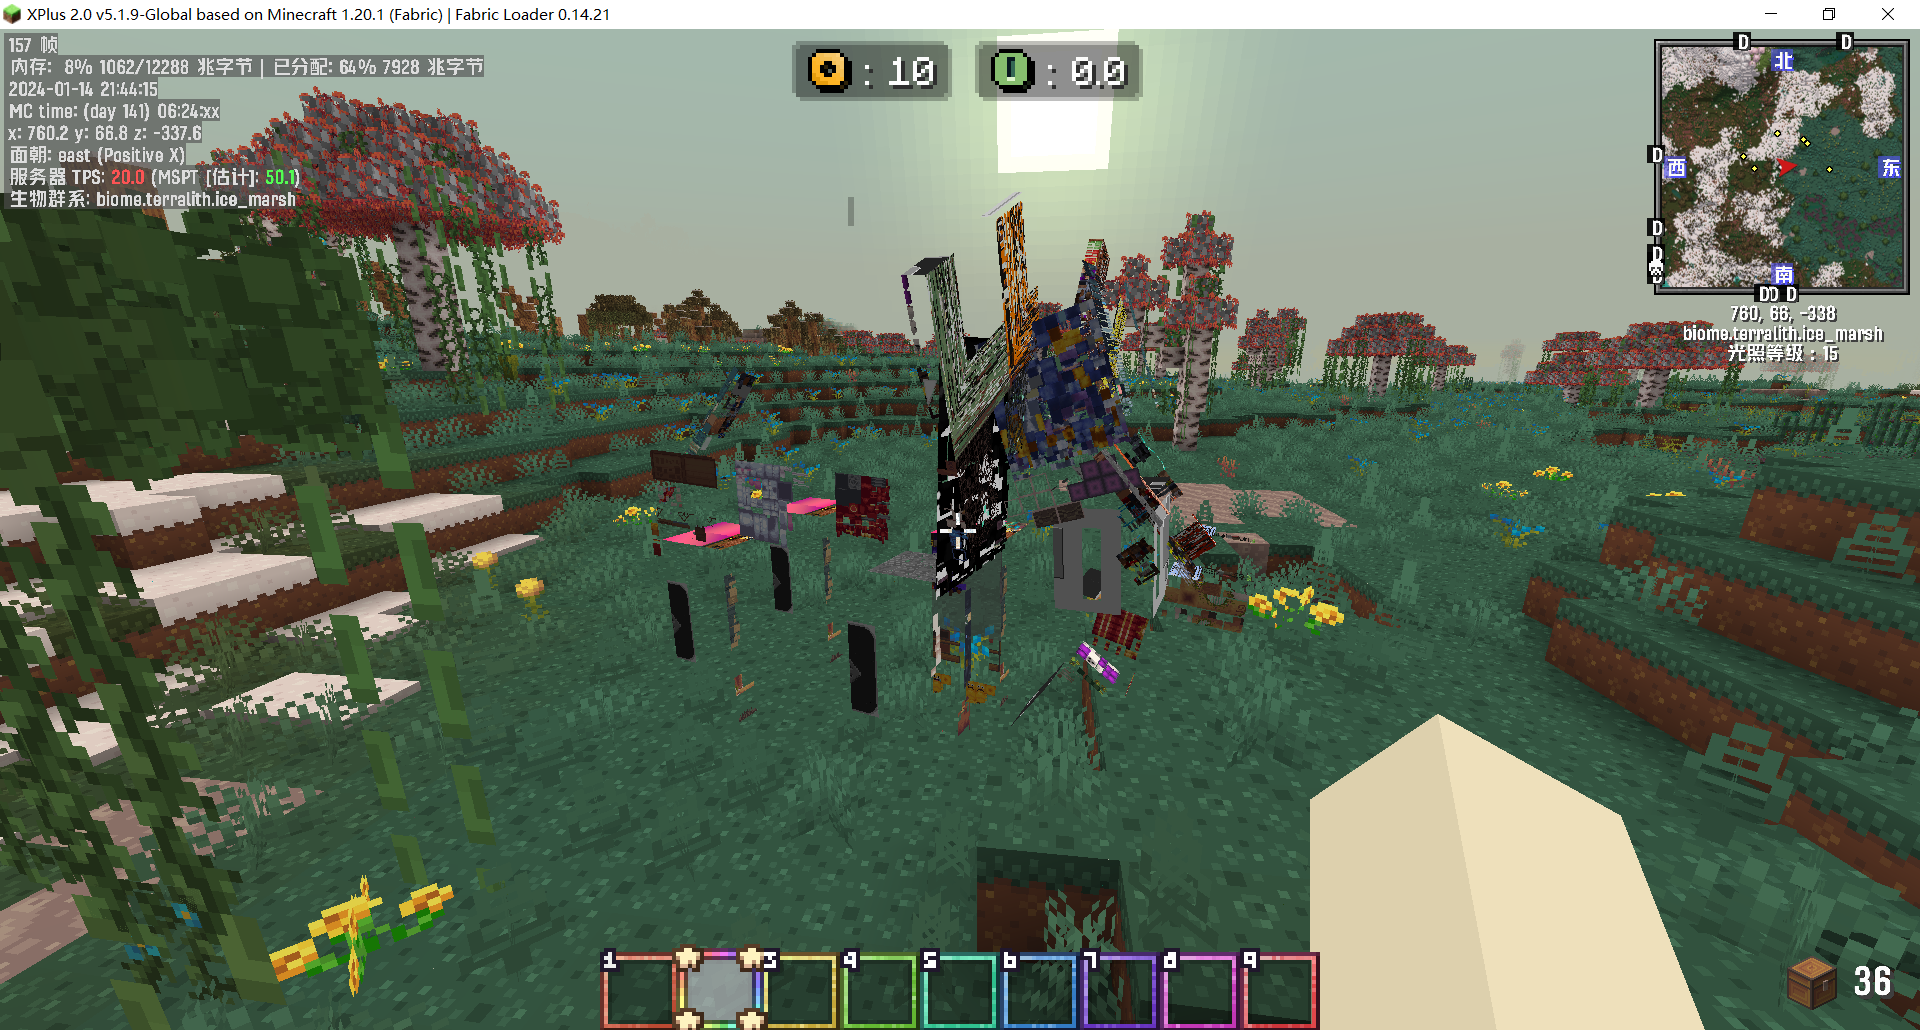 XPlus 2.0 v5.1.9-Global based on Minecraft 1.20.1 (Fabric) | Fabric Loader 0.14.21
157 帧
内存: 8% 1062/12288 兆字节 | 已分配: 64% 7928 兆字节
2024-01-14 21:44:15
MC time: (day 141) 06:24:xx
x: 760.2 y: 66.8 z: -337.6
面朝: east (Positive X)
服务器 TPS: 20.0 (MSPT [估计]: 50.1)
生物群系: biome.terralith.ice_marsh
: 10
: 0.0
D D
北
D
西 东
D
D
南
D D D
760, 66, -338
biome.terralith.ice_marsh
光照等级 : 15
1 3 4 5 6 7 8 9
36